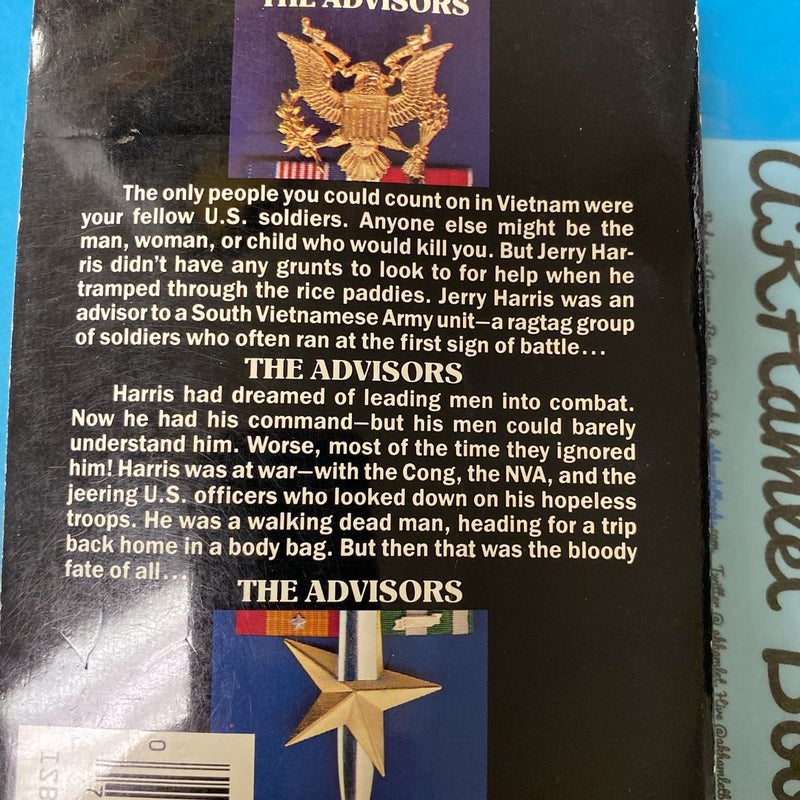 THE ADVISORS
The only people you could count on in Vietnam were
your fellow U.S. soldiers. Anyone else might be the
man, woman, or child who would kill you. But Jerry Har-
ris didn't have any grunts to look to for help when he
tramped through the rice paddies. Jerry Harris was an
advisor to a South Vietnamese Army unit—a ragtag group
of soldiers who often ran at the first sign of battle...
THE ADVISORS
Harris had dreamed of leading men into combat.
Now he had his command—but his men could barely
understand him. Worse, most of the time they ignored
him! Harris was at war—with the Cong, the NVA, and the
jeering U.S. officers who looked down on his hopeless
troops. He was a walking dead man, heading for a trip
back home in a body bag. But then that was the bloody
fate of all...
THE ADVISORS
0
2
A.K. Hamlet
Twitter @ akhamlet, Hive @akhamletb